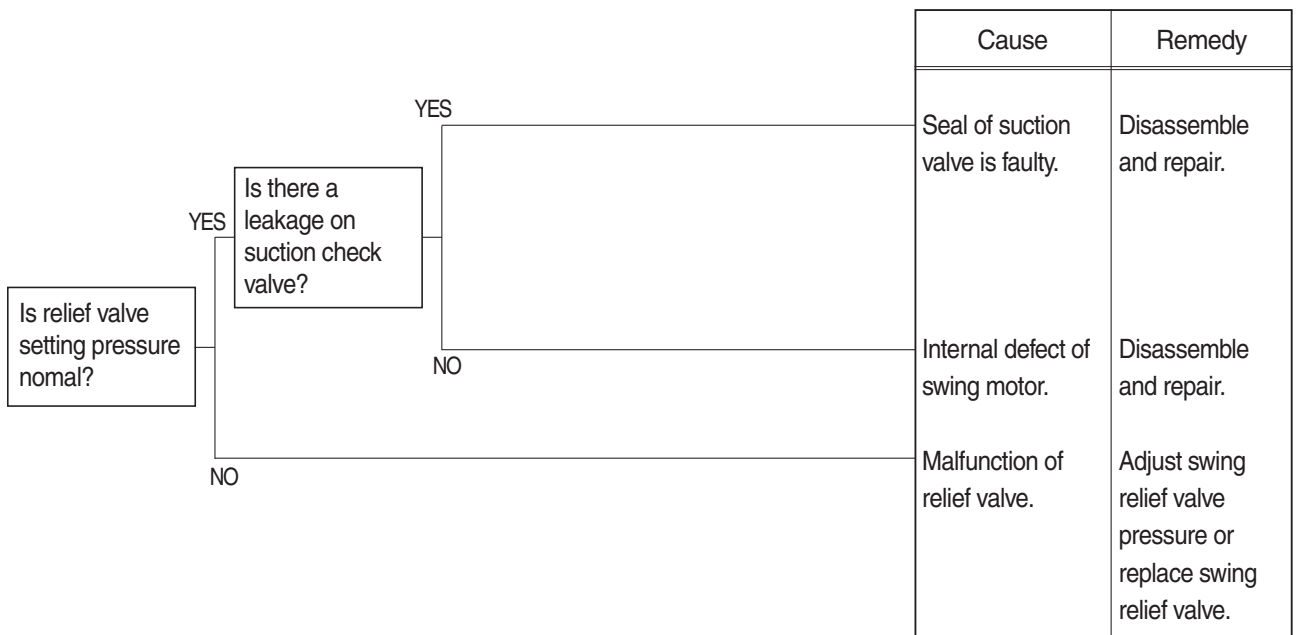 Cause
Remedy
YES
Seal of suction
valve is faulty.
Disassemble
and repair.
Is there a
leakage on
suction check
valve?
YES
Is relief valve
setting pressure
nomal?
NO
Internal defect of
swing motor.
Disassemble
and repair.
NO
Malfunction of
relief valve.
Adjust swing
relief valve
pressure or
replace swing
relief valve.